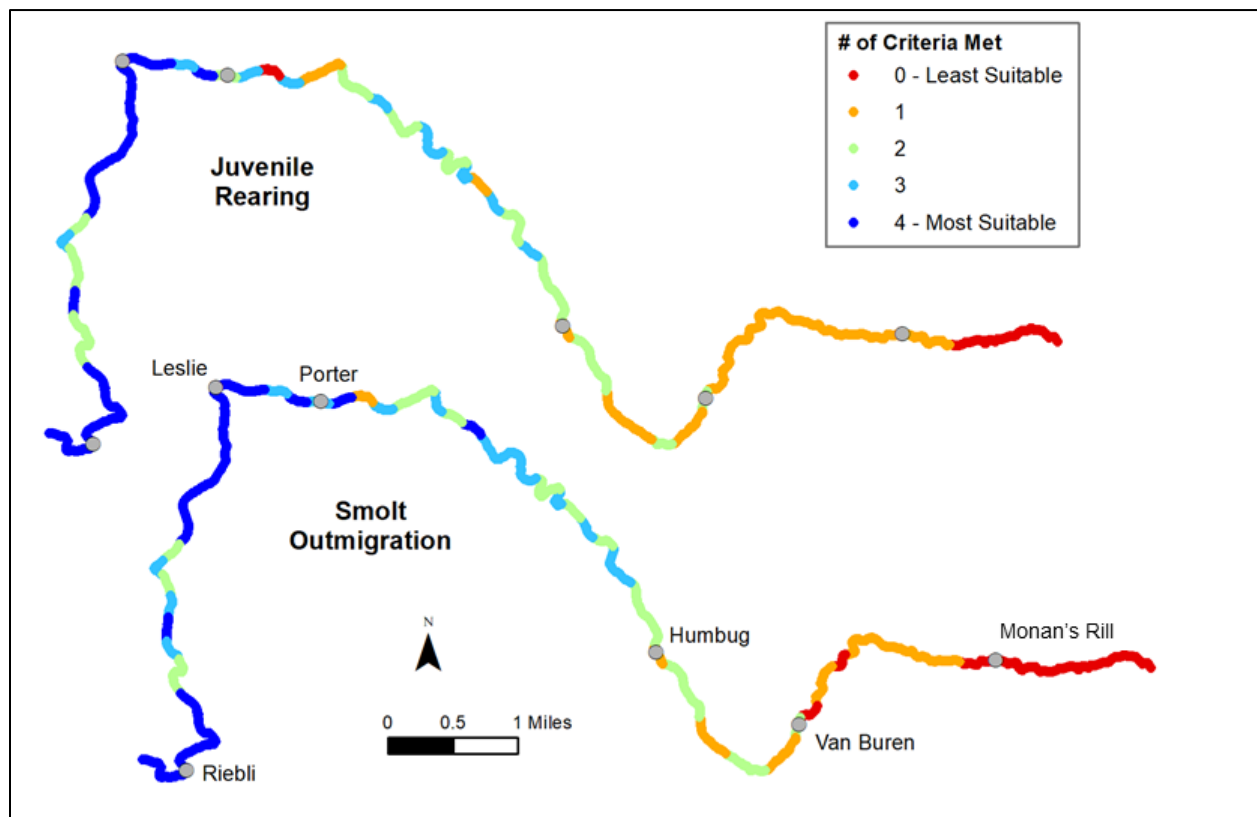 # of Criteria Met
0 - Least Suitable
1
2
3
4 - Most Suitable
Juvenile
Rearing
Leslie
Porter
Smolt
Outmigration
N
Humbug
Monan's Rill
0 0.5 1 Miles
Van Buren
Riebli